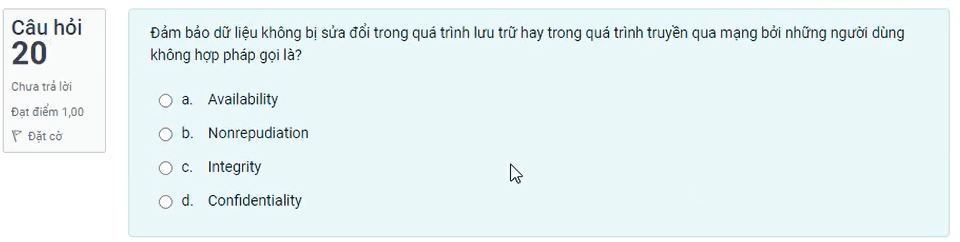 Câu hỏi
20
Chưa trả lời
Đạt điểm 1,00
Đặt cờ
Đảm bảo dữ liệu không bị sửa đổi trong quá trình lưu trữ hay trong quá trình truyền qua mạng bởi những người dùng
không hợp pháp gọi là?
a. Availability
b. Nonrepudiation
c. Integrity
d. Confidentiality